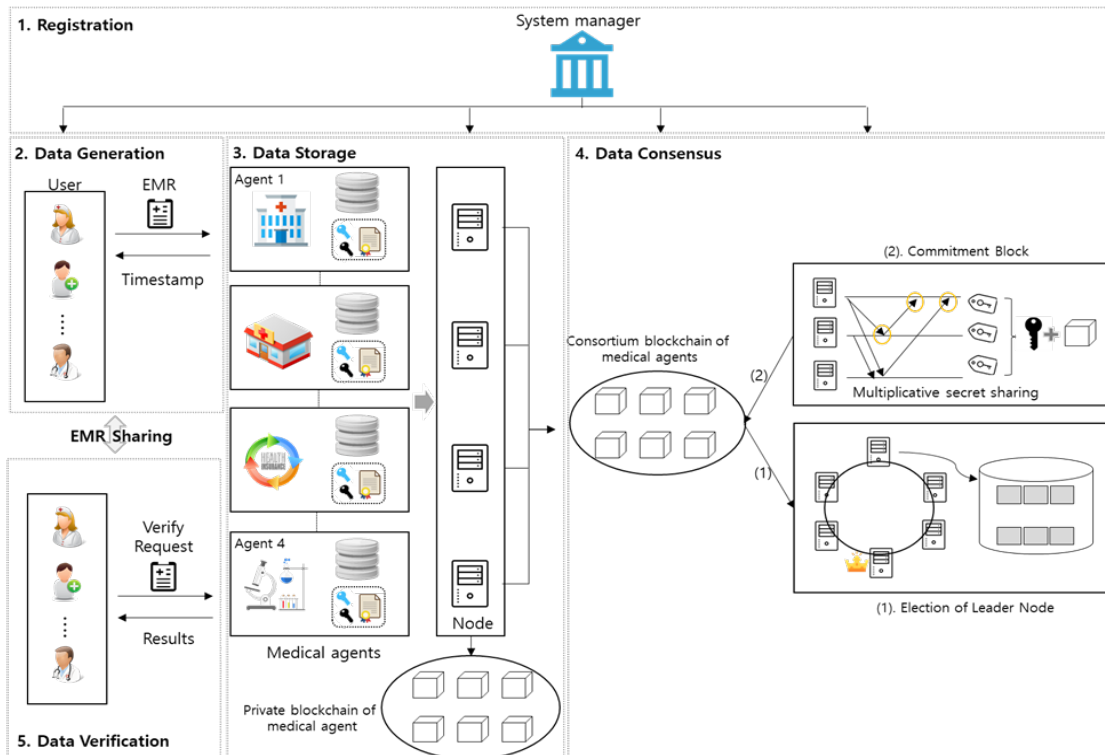 1. Registration
System manager
2. Data Generation
User
EMR
Timestamp
EMR Sharing
Verify
Request
Results
5. Data Verification
3. Data Storage
Agent 1
HEALTH
INSURANCE
Agent 4
Medical agents
Node
Private blockchain of
medical agent
4. Data Consensus
Consortium blockchain of
medical agents
(2)
(1)
(2). Commitment Block
Multiplicative secret sharing
(1). Election of Leader Node